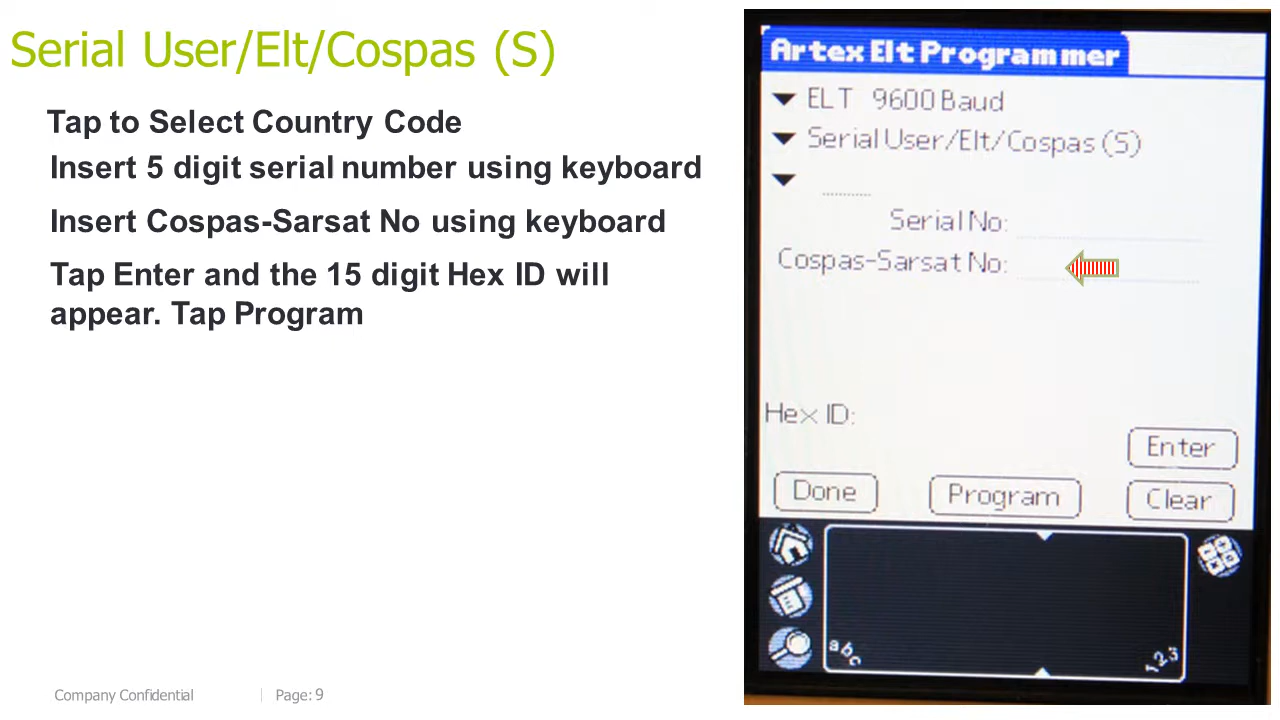 Serial User/Elt/Cospas (S)
Tap to Select Country Code
Insert 5 digit serial number using keyboard
Insert Cospas-Sarsat No using keyboard
Tap Enter and the 15 digit Hex ID will
appear. Tap Program
Company Confidential
Page: 9
Artex Elt Programmer
ELT 9600 Baud
Serial User/Elt/Cospas (S)
Serial No:
Cospas-Sarsat No:
Hex ID:
Enter
Done
Program
Clear
abc
123